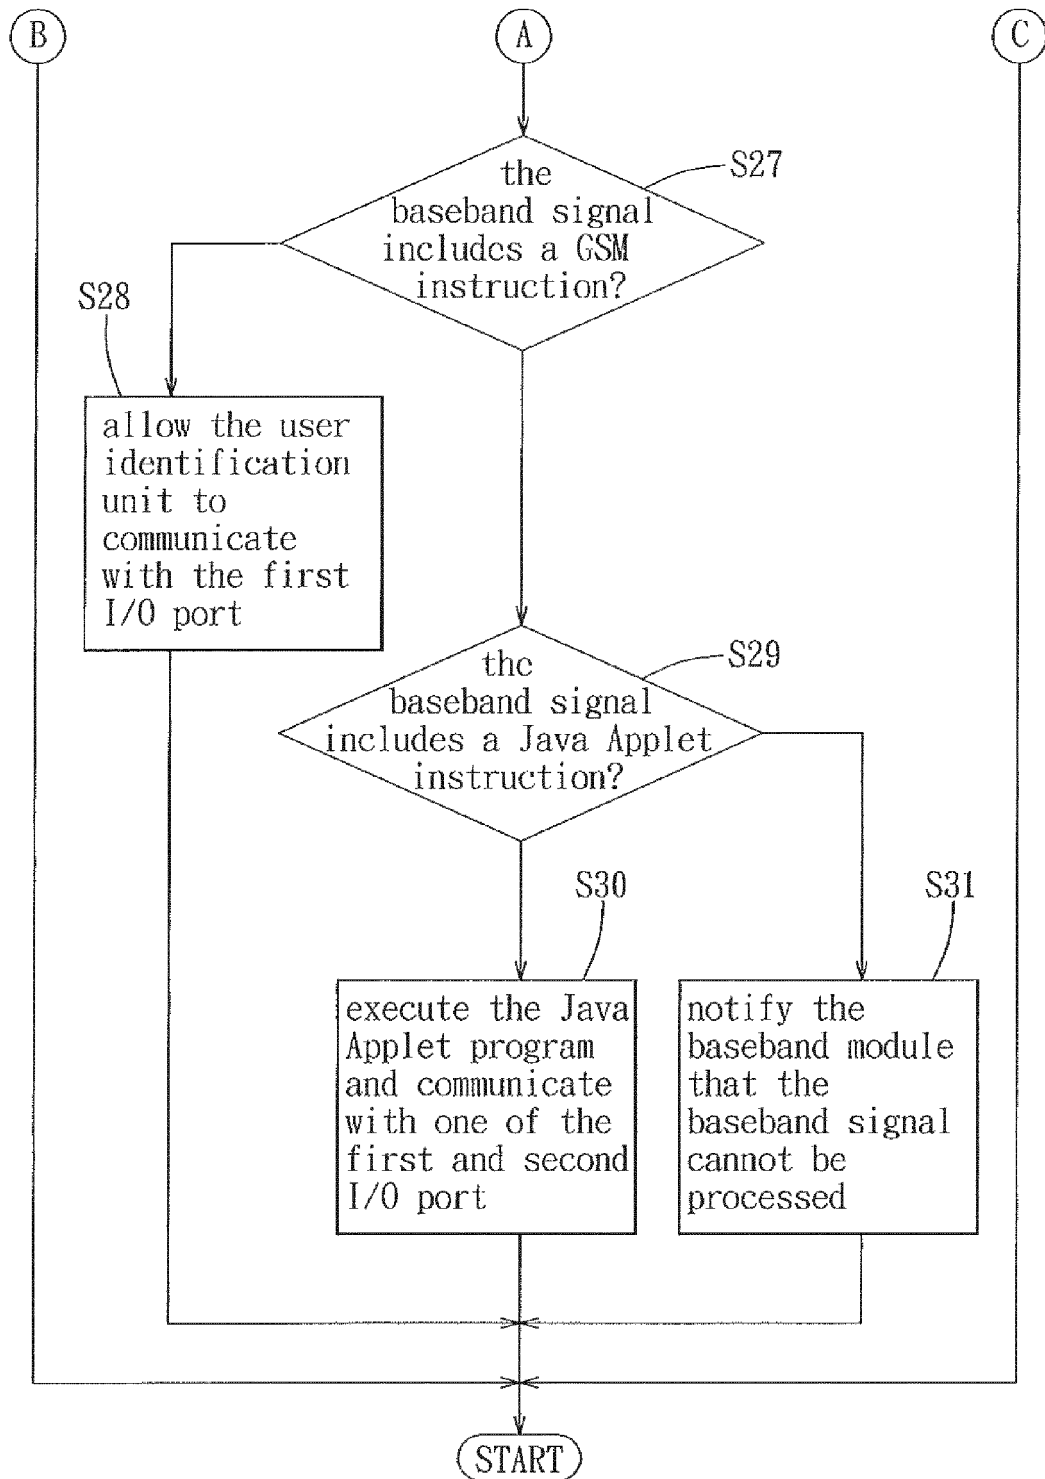 B
A
C
the
baseband signal
includes a GSM
instruction?
S27
S28
allow the user
identification
unit to
communicate
with the first
I/O port
the
baseband signal
includes a Java Applet
instruction?
S29
S30
execute the Java
Applet program
and communicate
with one of the
first and second
I/O port
S31
notify the
baseband module
that the
baseband signal
cannot be
processed
START